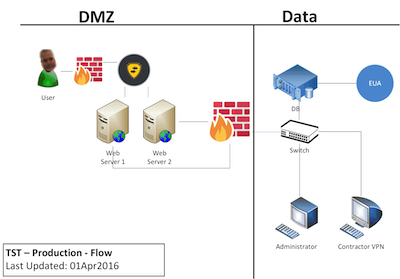 DMZ
Data
User
Web
Server 1
Web
Server 2
DB
EUA
Switch
Administrator
Contractor VPN
TST – Production - Flow
Last Updated: 01Apr2016